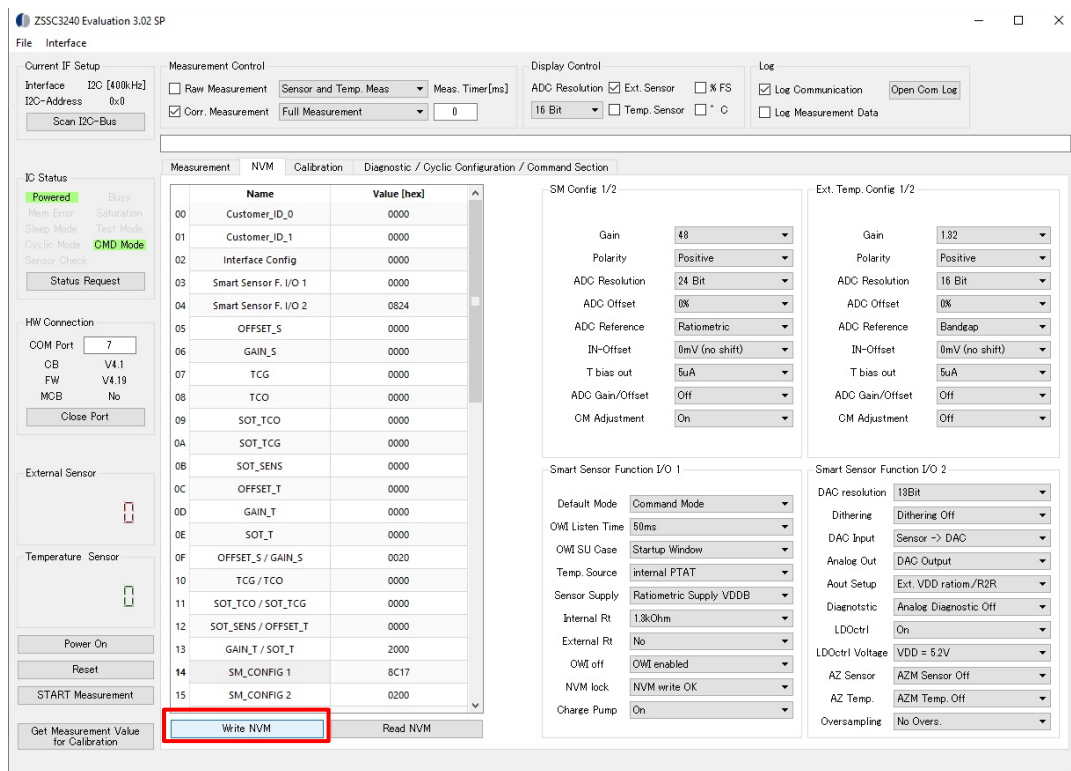 ZSSC3240 Evaluation 3.02 SP
File Interface
Current IF Setup
Interface I2C [400kHz]
I2C-Address 0x0
Scan I2C-Bus
Measurement Control
Raw Measurement Sensor and Temp. Meas Meas. Timer[ms]
Corr. Measurement Full Measurement 0
Display Control
ADC Resolution Ext. Sensor % FS
16 Bit Temp. Sensor ° C
Log
Log Communication Open Com Log
Log Measurement Data
IC Status
Powered Busy
Mem Error Saturation
Sleep Mode Test Mode
Cyclic Mode CMD Mode
Sensor Check
Status Request
HW Connection
COM Port 7
CB V4.1
FW V4.19
MCB No
Close Port
External Sensor
0
Temperature Sensor
0
Power On
Reset
START Measurement
Get Measurement Value
for Calibration
Measurement NVM Calibration Diagnostic / Cyclic Configuration / Command Section
Name Value [hex]
00 Customer_ID_0 0000
01 Customer_ID_1 0000
02 Interface Config 0000
03 Smart Sensor F. I/O 1 0000
04 Smart Sensor F. I/O 2 0824
05 OFFSET_S 0000
06 GAIN_S 0000
07 TCG 0000
08 TCO 0000
09 SOT_TCO 0000
0A SOT_TCG 0000
0B SOT_SENS 0000
0C OFFSET_T 0000
0D GAIN_T 0000
0E SOT_T 0000
0F OFFSET_S / GAIN_S 0020
10 TCG / TCO 0000
11 SOT_TCO / SOT_TCG 0000
12 SOT_SENS / OFFSET_T 0000
13 GAIN_T / SOT_T 2000
14 SM_CONFIG 1 8C17
15 SM_CONFIG 2 0200
Write NVM Read NVM
SM Config 1/2
Gain 48
Polarity Positive
ADC Resolution 24 Bit
ADC Offset 0%
ADC Reference Ratiometric
IN-Offset 0mV (no shift)
T bias out 5uA
ADC Gain/Offset Off
CM Adjustment On
Ext. Temp. Config 1/2
Gain 1.32
Polarity Positive
ADC Resolution 16 Bit
ADC Offset 0%
ADC Reference Bandgap
IN-Offset 0mV (no shift)
T bias out 5uA
ADC Gain/Offset Off
CM Adjustment Off
Smart Sensor Function I/O 1
Default Mode Command Mode
OWI Listen Time 50ms
OWI SU Case Startup Window
Temp. Source internal PTAT
Sensor Supply Ratiometric Supply VDDB
Internal Rt 1.3kOhm
External Rt No
OWI off OWI enabled
NVM lock NVM write OK
Charge Pump On
Smart Sensor Function I/O 2
DAC resolution 13Bit
Dithering Dithering Off
DAC Input Sensor -> DAC
Analog Out DAC Output
Aout Setup Ext. VDD ratiom./R2R
Diagnotstic Analog Diagnostic Off
LDOctrl On
LDOctrl Voltage VDD = 5.2V
AZ Sensor AZM Sensor Off
AZ Temp. AZM Temp. Off
Oversampling No Overs.